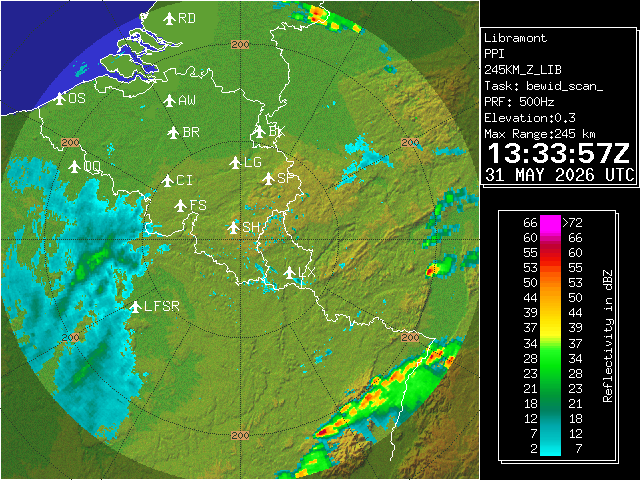 RD
200
OS
AW
BR
BK
200
200
QQ
LG
CI
SP
FS
SH
LX
LFSR
200
200
200
Libramont
PPI
245KM_Z_LIB
Task: bewid_scan_
PRF: 500Hz
Elevation:0.3
Max Range:245 km
13:33:57Z
31 MAY 2026 UTC
66 >72
60 66
55 60
53 55
50 53
44 50
39 44
37 39
34 37
28 34
23 28
21 23
18 21
12 18
7 12
2 7
Reflectivity in dBZ